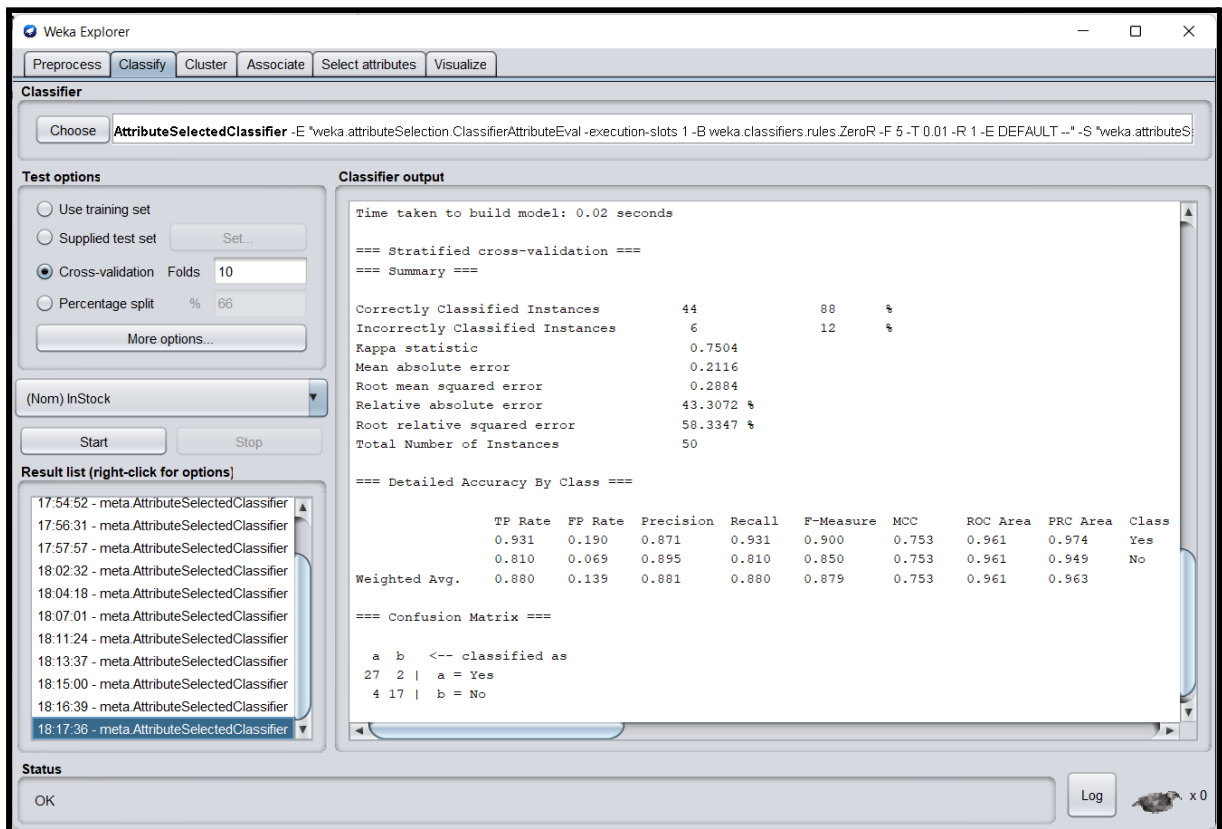 Weka Explorer
Preprocess Classify Cluster Associate Select attributes Visualize
Classifier
Choose AttributeSelectedClassifier -E "weka.attributeSelection.ClassifierAttributeEval -execution-slots 1 -B weka.classifiers.rules.ZeroR -F 5 -T 0.01 -R 1 -E DEFAULT --" -S "weka.attributeS
Test options
Use training set
Supplied test set Set...
Cross-validation Folds 10
Percentage split % 66
More options...
(Nom) InStock
Start Stop
Result list (right-click for options)
17:54:52 - meta.AttributeSelectedClassifier
17:56:31 - meta.AttributeSelectedClassifier
17:57:57 - meta.AttributeSelectedClassifier
18:02:32 - meta.AttributeSelectedClassifier
18:04:18 - meta.AttributeSelectedClassifier
18:07:01 - meta.AttributeSelectedClassifier
18:11:24 - meta.AttributeSelectedClassifier
18:13:37 - meta.AttributeSelectedClassifier
18:15:00 - meta.AttributeSelectedClassifier
18:16:39 - meta.AttributeSelectedClassifier
18:17:36 - meta.AttributeSelectedClassifier
Classifier output
Time taken to build model: 0.02 seconds
=== Stratified cross-validation ===
=== Summary ===
Correctly Classified Instances 44 88 %
Incorrectly Classified Instances 6 12 %
Kappa statistic 0.7504
Mean absolute error 0.2116
Root mean squared error 0.2884
Relative absolute error 43.3072 %
Root relative squared error 58.3347 %
Total Number of Instances 50
=== Detailed Accuracy By Class ===
TP Rate FP Rate Precision Recall F-Measure MCC ROC Area PRC Area Class
0.931 0.190 0.871 0.931 0.900 0.753 0.961 0.974 Yes
0.810 0.069 0.895 0.810 0.850 0.753 0.961 0.949 No
Weighted Avg. 0.880 0.139 0.881 0.880 0.879 0.753 0.961 0.963
=== Confusion Matrix ===
a b <-- classified as
27 2 | a = Yes
4 17 | b = No
Status
OK
Log x 0